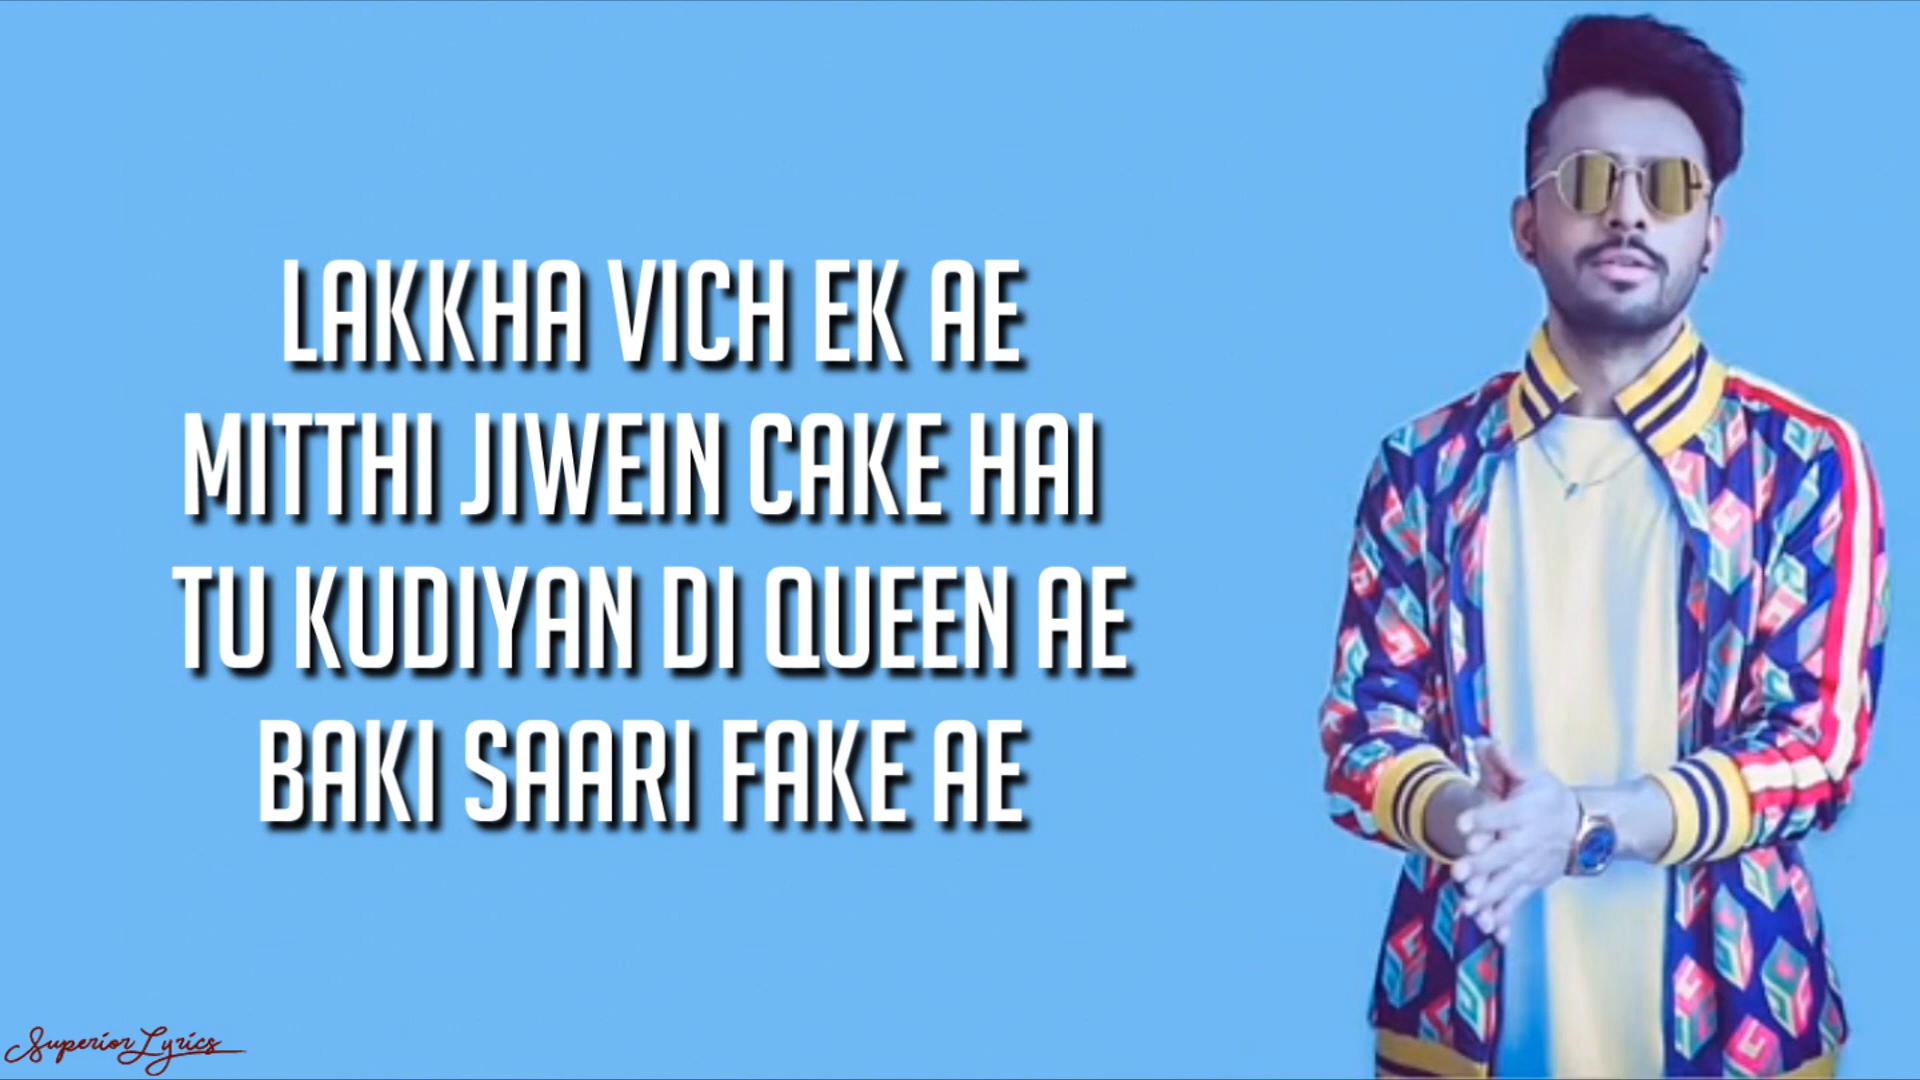 LAKKHA VICH EK AE
MITTHI JIWEIN CAKE HAI
TU KUDIYAN DI QUEEN AE
BAKI SAARI FAKE AE
Superior Lyrics